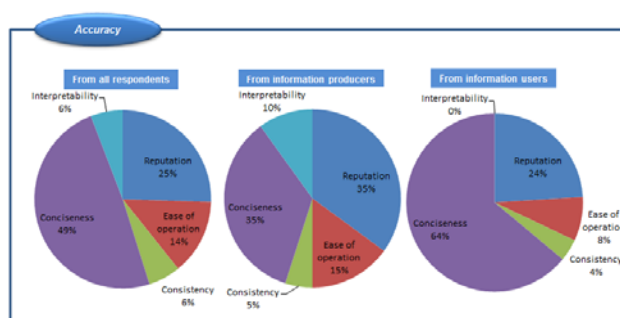 Accuracy
From all respondents
From information producers
From information users
Interpretability
6%
Reputation
25%
Ease of
operation
14%
Consistency
6%
Conciseness
49%
Interpretability
10%
Reputation
35%
Ease of
operation
15%
Consistency
5%
Conciseness
35%
Interpretability
0%
Reputation
24%
Ease of
operation
8%
Consistency
4%
Conciseness
64%